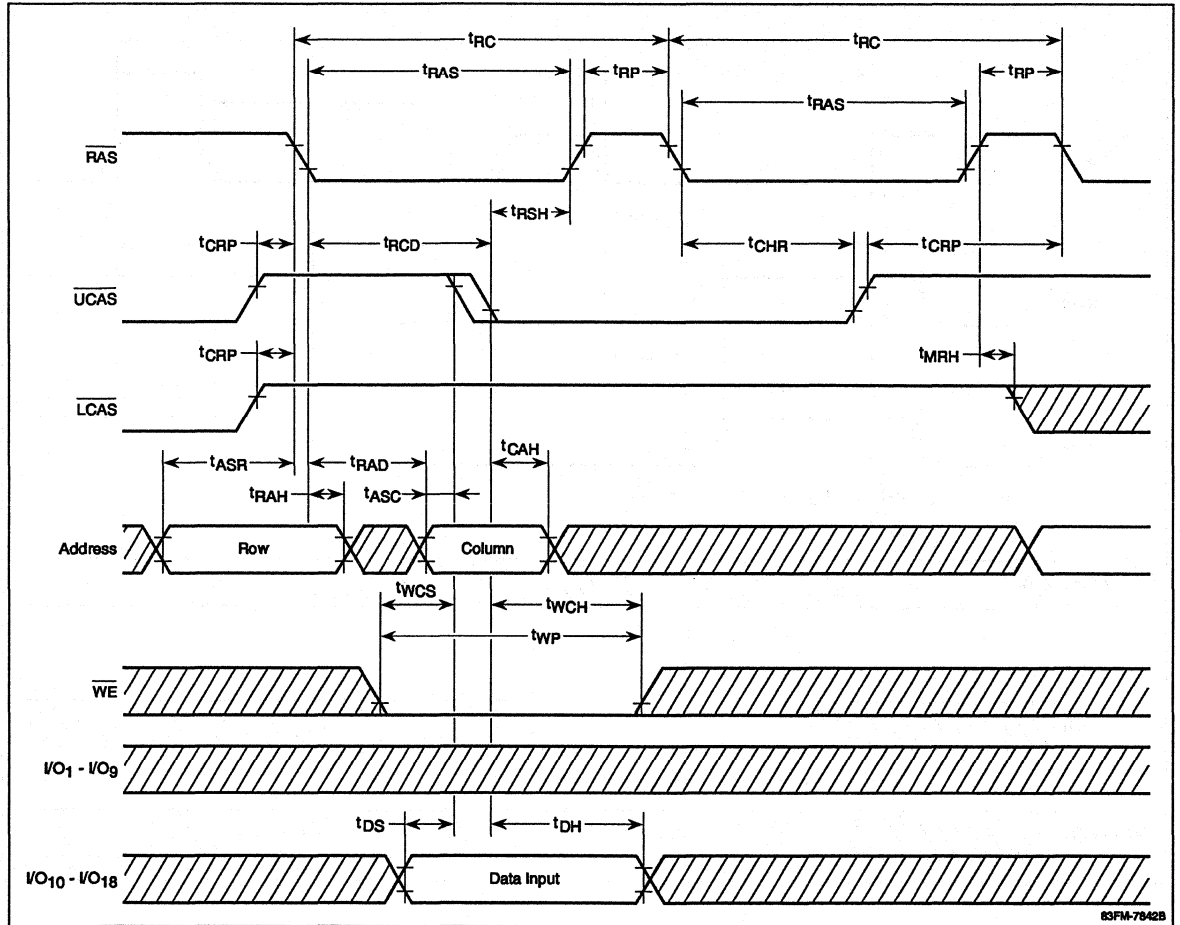 tRC tRC
tRAS tRP tRP
tRAS
RAS
tRSH
tCRP tRCD tCHR tCRP
UCAS
tCRP tMRH
LCAS
tCAH
tASR tRAD
tRAH tASC
Address Row Column
tWCS tWCH
tWP
WE
I/O1 - I/O9
tDS tDH
I/O10 - I/O18 Data Input
83FM-7842B